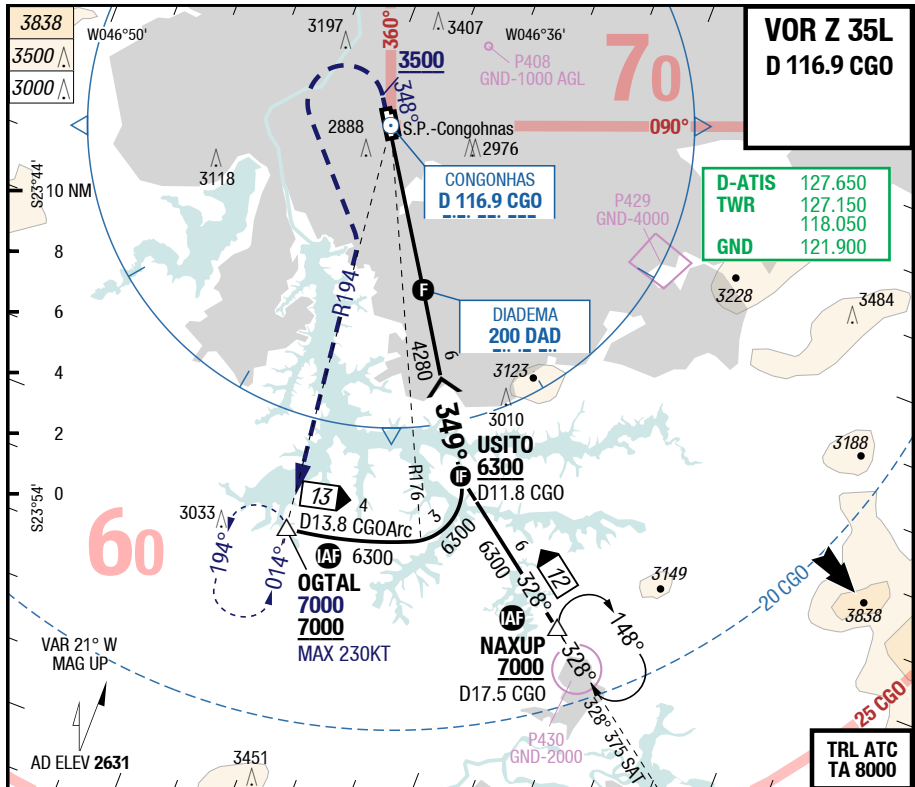 3838
3500
3000
W046°50'
3197
360°
3407
W046°36'
P408
GND-1000 AGL
70
VOR Z 35L
D 116.9 CGO
3500
348°
S.P.-Congohnas
090°
2888
2976
3118
S23°44'
10 NM
8
6
4
2
0
S23°54'
CONGONHAS
D 116.9 CGO
P429
GND-4000
D-ATIS 127.650
TWR 127.150
118.050
GND 121.900
3228
3484
R194
F
DIADEMA
200 DAD
4280
6
3123
3010
349°
USITO
6300
D11.8 CGO
IF
R176
3188
13
4
D13.8 CGOArc
3
6300
6300
3033
60
194°
014°
IAF
OGTAL
7000
7000
MAX 230KT
6300
6
328°
12
IAF
NAXUP
7000
D17.5 CGO
328°
148°
3149
20 CGO
3838
P430
GND-2000
328° 375 SAT
25 CGO
VAR 21° W
MAG UP
AD ELEV 2631
3451
TRL ATC
TA 8000